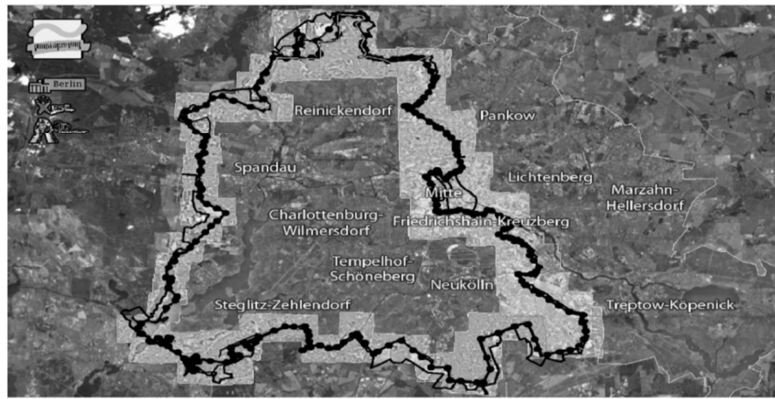 Berlin
Reinickendorf
Pankow
Spandau
Lichtenberg
Mitte
Marzahn-
Hellersdorf
Charlottenburg-
Wilmersdorf
Friedrichshain-Kreuzberg
Tempelhof-
Schöneberg
Neukölln
Steglitz-Zehlendorf
Treptow-Köpenick